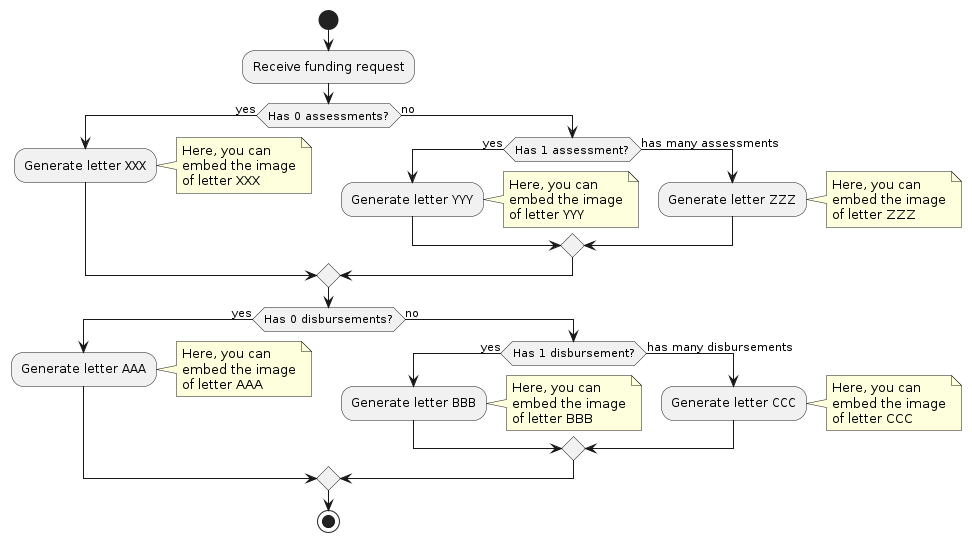 Receive funding request
yes
Has 0 assessments?
no
Generate letter XXX
Here, you can
embed the image
of letter XXX
yes
Has 1 assessment?
has many assessments
Generate letter YYY
Here, you can
embed the image
of letter YYY
Generate letter ZZZ
Here, you can
embed the image
of letter ZZZ
yes
Has 0 disbursements?
no
Generate letter AAA
Here, you can
embed the image
of letter AAA
yes
Has 1 disbursement?
has many disbursements
Generate letter BBB
Here, you can
embed the image
of letter BBB
Generate letter CCC
Here, you can
embed the image
of letter CCC